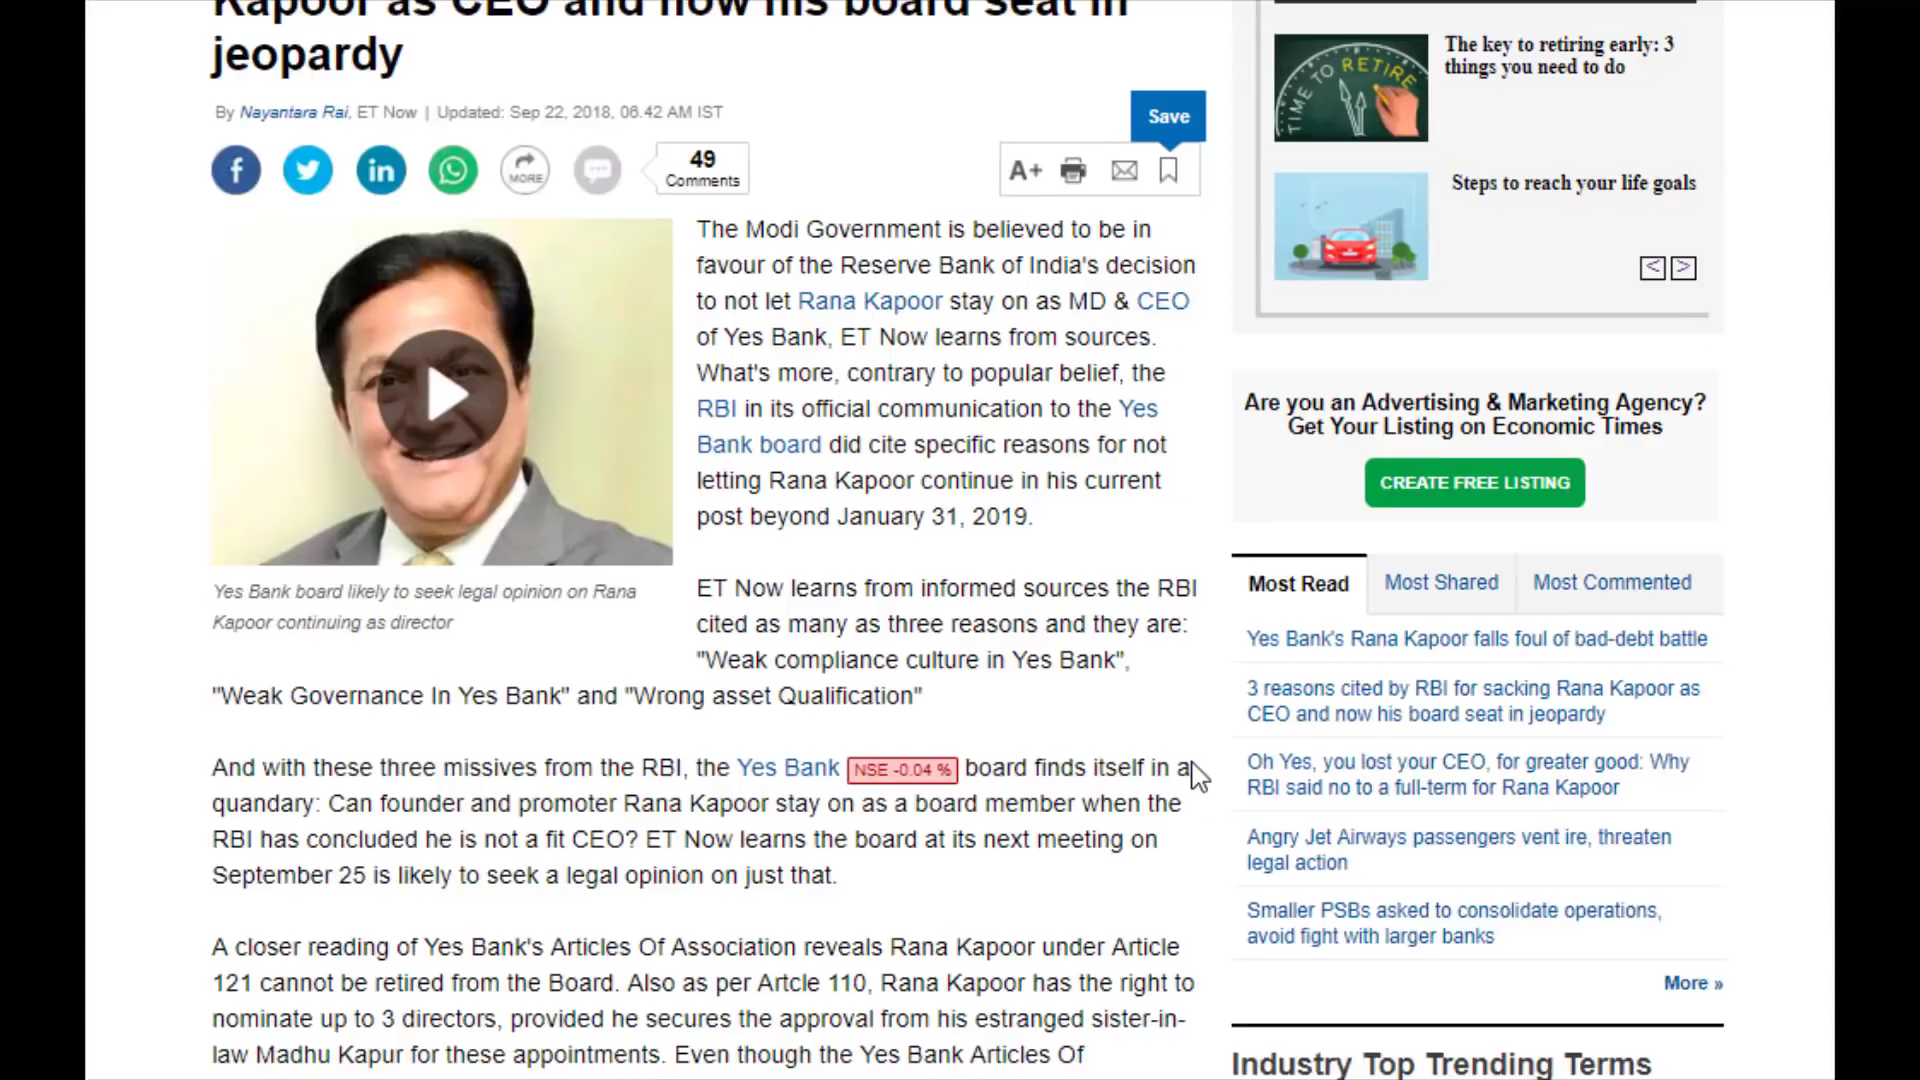 Kapoor as CEO and now his board seat in
jeopardy
By Nayantara Rai, ET Now | Updated: Sep 22, 2018, 06.42 AM IST
Save
f
in
MORE
49
Comments
A+
The Modi Government is believed to be in
favour of the Reserve Bank of India's decision
to not let Rana Kapoor stay on as MD & CEO
of Yes Bank, ET Now learns from sources.
What's more, contrary to popular belief, the
RBI in its official communication to the Yes
Bank board did cite specific reasons for not
letting Rana Kapoor continue in his current
post beyond January 31, 2019.
Yes Bank board likely to seek legal opinion on Rana
Kapoor continuing as director
ET Now learns from informed sources the RBI
cited as many as three reasons and they are:
"Weak compliance culture in Yes Bank",
"Weak Governance In Yes Bank" and "Wrong asset Qualification"
And with these three missives from the RBI, the Yes Bank NSE -0.04 % board finds itself in a
quandary: Can founder and promoter Rana Kapoor stay on as a board member when the
RBI has concluded he is not a fit CEO? ET Now learns the board at its next meeting on
September 25 is likely to seek a legal opinion on just that.
A closer reading of Yes Bank's Articles Of Association reveals Rana Kapoor under Article
121 cannot be retired from the Board. Also as per Artcle 110, Rana Kapoor has the right to
nominate up to 3 directors, provided he secures the approval from his estranged sister-in-
law Madhu Kapur for these appointments. Even though the Yes Bank Articles Of
TIME TO RETIRE
The key to retiring early: 3
things you need to do
Steps to reach your life goals
< >
Are you an Advertising & Marketing Agency?
Get Your Listing on Economic Times
CREATE FREE LISTING
Most Read Most Shared Most Commented
Yes Bank's Rana Kapoor falls foul of bad-debt battle
3 reasons cited by RBI for sacking Rana Kapoor as
CEO and now his board seat in jeopardy
Oh Yes, you lost your CEO, for greater good: Why
RBI said no to a full-term for Rana Kapoor
Angry Jet Airways passengers vent ire, threaten
legal action
Smaller PSBs asked to consolidate operations,
avoid fight with larger banks
More »
Industry Top Trending Terms